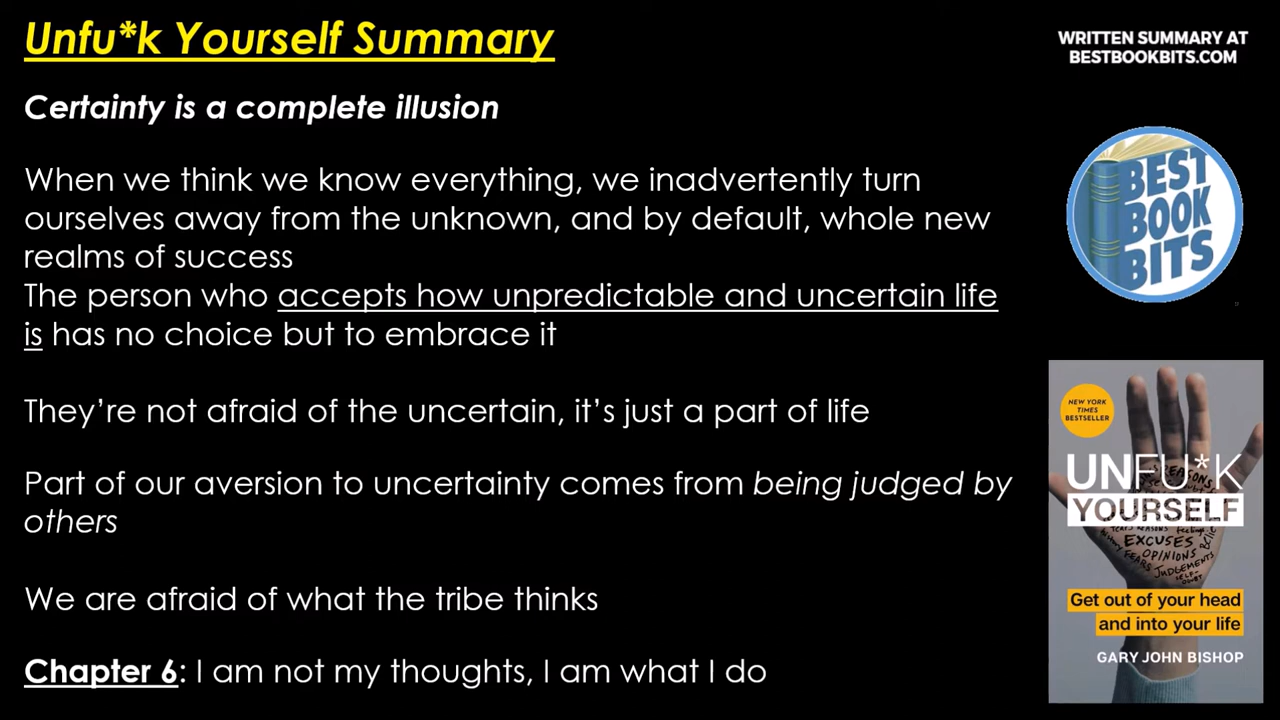 Unfu*k Yourself Summary
WRITTEN SUMMARY AT
BESTBOOKBITS.COM
Certainty is a complete illusion
When we think we know everything, we inadvertently turn
ourselves away from the unknown, and by default, whole new
realms of success
The person who accepts how unpredictable and uncertain life
is has no choice but to embrace it
They’re not afraid of the uncertain, it’s just a part of life
Part of our aversion to uncertainty comes from being judged by
others
We are afraid of what the tribe thinks
Chapter 6: I am not my thoughts, I am what I do
BEST
BOOK
BITS
NEW YORK
TIMES
BESTSELLER
UNFU*K
YOURSELF
REASONS
EXCUSES
OPINIONS
FEARS JUDGEMENTS
SELF-
DOUBT
Get out of your head
and into your life
GARY JOHN BISHOP